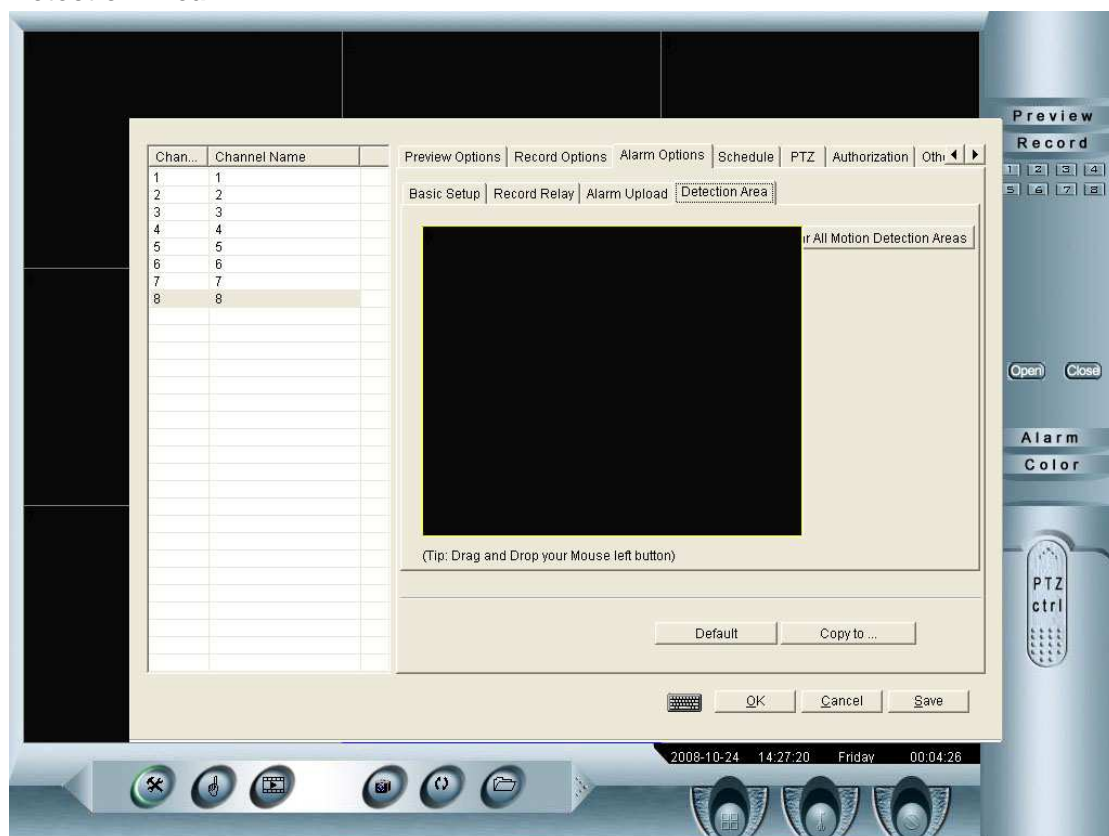 Preview
Record
1 2 3 4
5 6 7 8
Chan... Channel Name
1 1
2 2
3 3
4 4
5 5
6 6
7 7
8 8
Preview Options Record Options Alarm Options Schedule PTZ Authorization
Basic Setup Record Relay Alarm Upload Detection Area
All Motion Detection Areas
(Tip: Drag and Drop your Mouse left button)
Default Copy to ...
OK Cancel Save
Open Close
Alarm
Color
PTZ
ctrl
2008-10-24 14:27:20 Friday 00:04:26